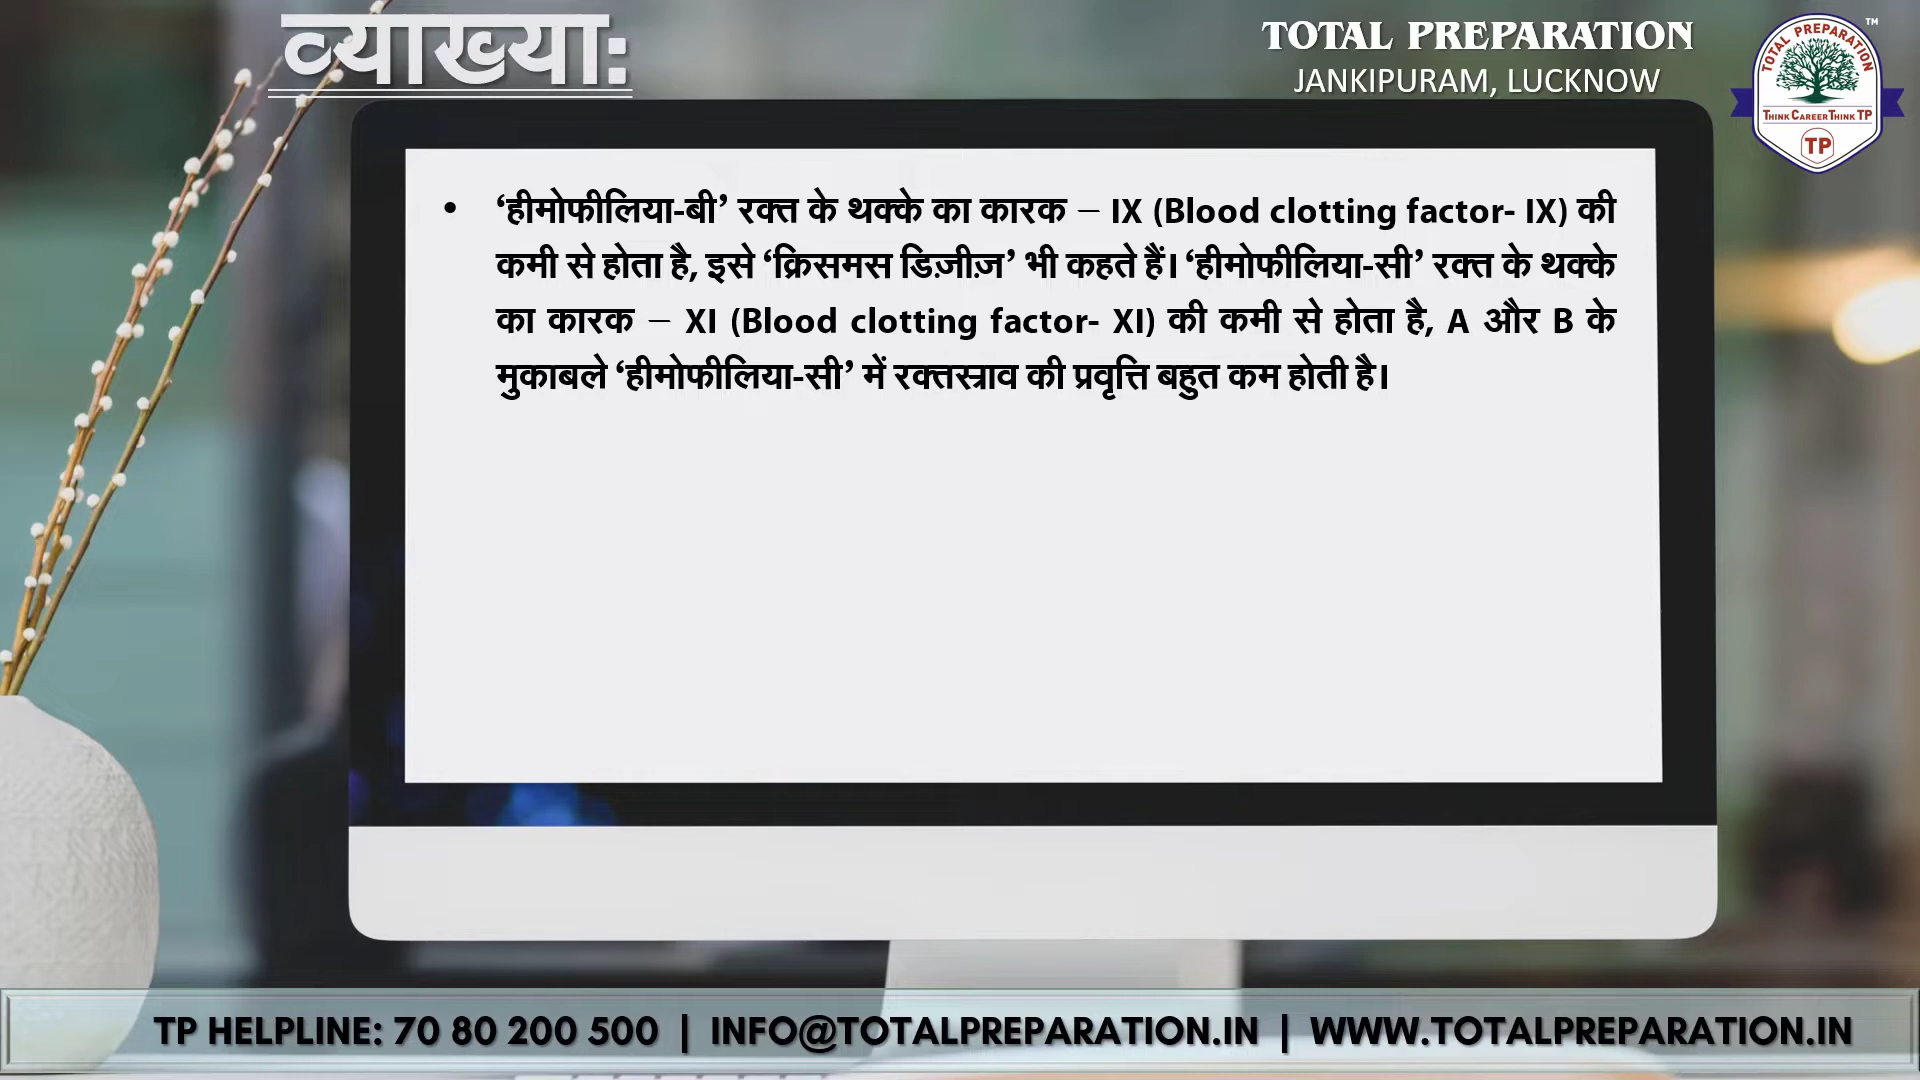 व्याख्या:
TOTAL PREPARATION
JANKIPURAM, LUCKNOW
TOTAL PREPARATION
TM
THINK CAREER THINK TP
TP
• ‘हीमोफीलिया-बी’ रक्त के थक्के का कारक – IX (Blood clotting factor- IX) की
कमी से होता है, इसे ‘क्रिसमस डिज़ीज़’ भी कहते हैं। ‘हीमोफीलिया-सी’ रक्त के थक्के
का कारक – XI (Blood clotting factor- XI) की कमी से होता है, A और B के
मुकाबले ‘हीमोफीलिया-सी’ में रक्तस्त्राव की प्रवृत्ति बहुत कम होती है।
TP HELPLINE: 70 80 200 500 | INFO@TOTALPREPARATION.IN | WWW.TOTALPREPARATION.IN